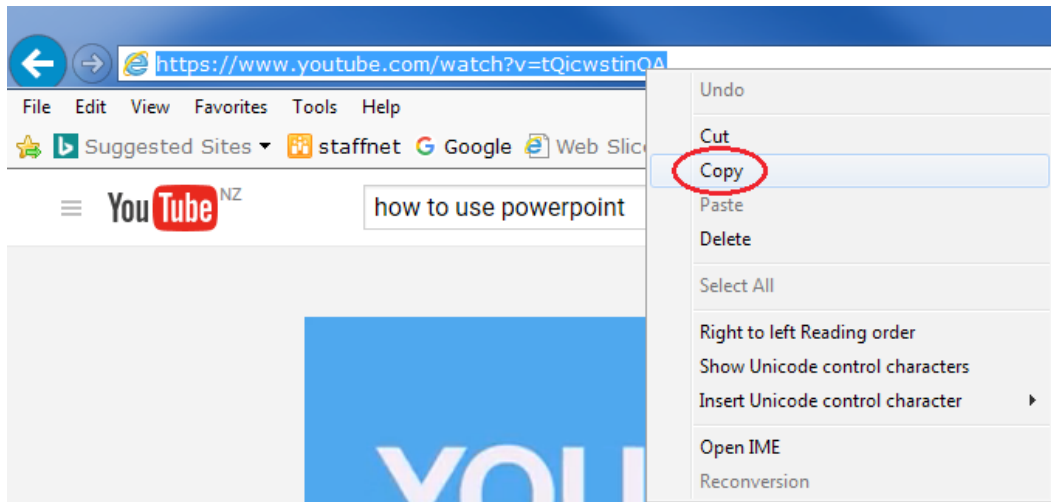 https://www.youtube.com/watch?v=tQicwstinOA
File Edit View Favorites Tools Help
Suggested Sites staffnet Google Web Slice
YouTube NZ
how to use powerpoint
YOU
Undo
Cut
Copy
Paste
Delete
Select All
Right to left Reading order
Show Unicode control characters
Insert Unicode control character
Open IME
Reconversion